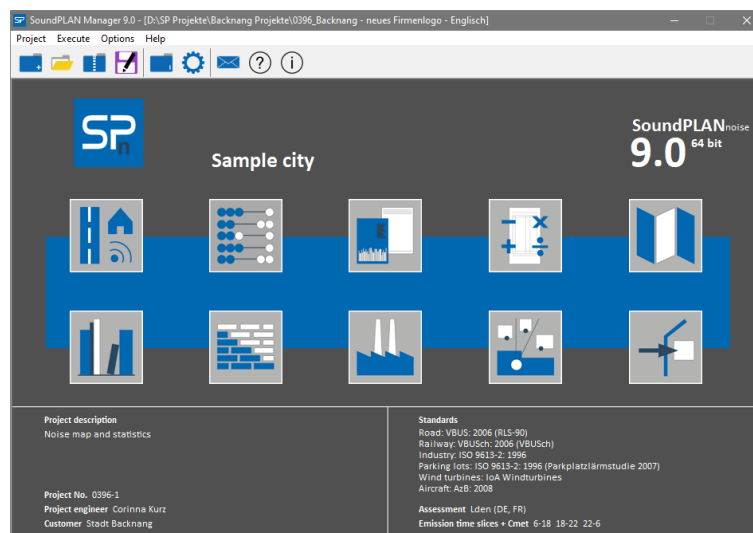 SP SoundPLAN Manager 9.0 - [D:\SP Projekte\Backnang Projekte\0396_Backnang - neues Firmenlogo - Englisch]
Project Execute Options Help
SPn
Sample city
SoundPLANnoise
9.0 64 bit
Project description
Noise map and statistics
Project No. 0396-1
Project engineer Corinna Kurz
Customer Stadt Backnang
Standards
Road: VBUS: 2006 (RLS-90)
Railway: VBUSch: 2006 (VBUSch)
Industry: ISO 9613-2: 1996
Parking lots: ISO 9613-2: 1996 (Parkplatzlärmstudie 2007)
Wind turbines: IoA Windturbines
Aircraft: AzB: 2008
Assessment Lden (DE, FR)
Emission time slices + Cmet 6-18 18-22 22-6